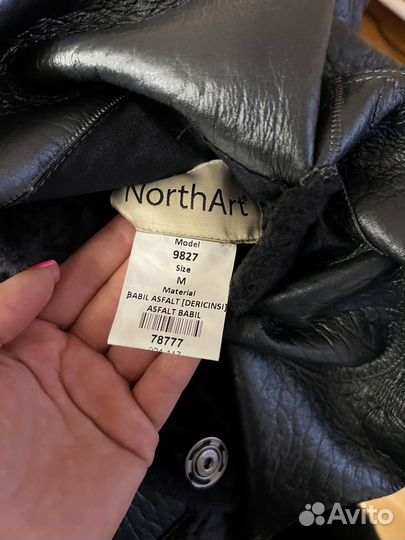 NorthArt
Model
9827
Size
M
Material
BABIL ASFALT [DERICINSI]
ASFALT BABIL
78777
Avito